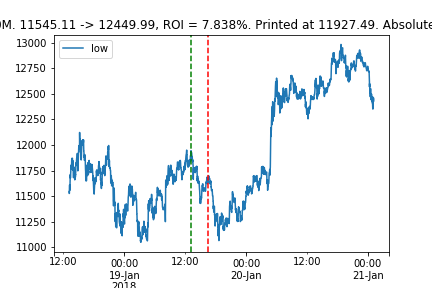 0M. 11545.11 -> 12449.99, ROI = 7.838%. Printed at 11927.49. Absolute
13000
12750
12500
12250
12000
11750
11500
11250
11000
low
12:00 00:00 12:00 00:00 12:00 00:00
19-Jan 20-Jan 21-Jan
2018